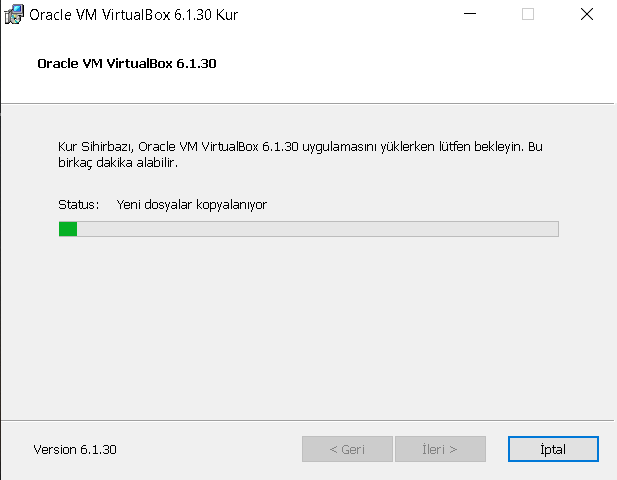 Oracle VM VirtualBox 6.1.30 Kur
Oracle VM VirtualBox 6.1.30
Kur Sihirbazı, Oracle VM VirtualBox 6.1.30 uygulamasını yüklerken lütfen bekleyin. Bu
birkaç dakika alabilir.
Status: Yeni dosyalar kopyalanıyor
Version 6.1.30
< Geri
İleri >
İptal